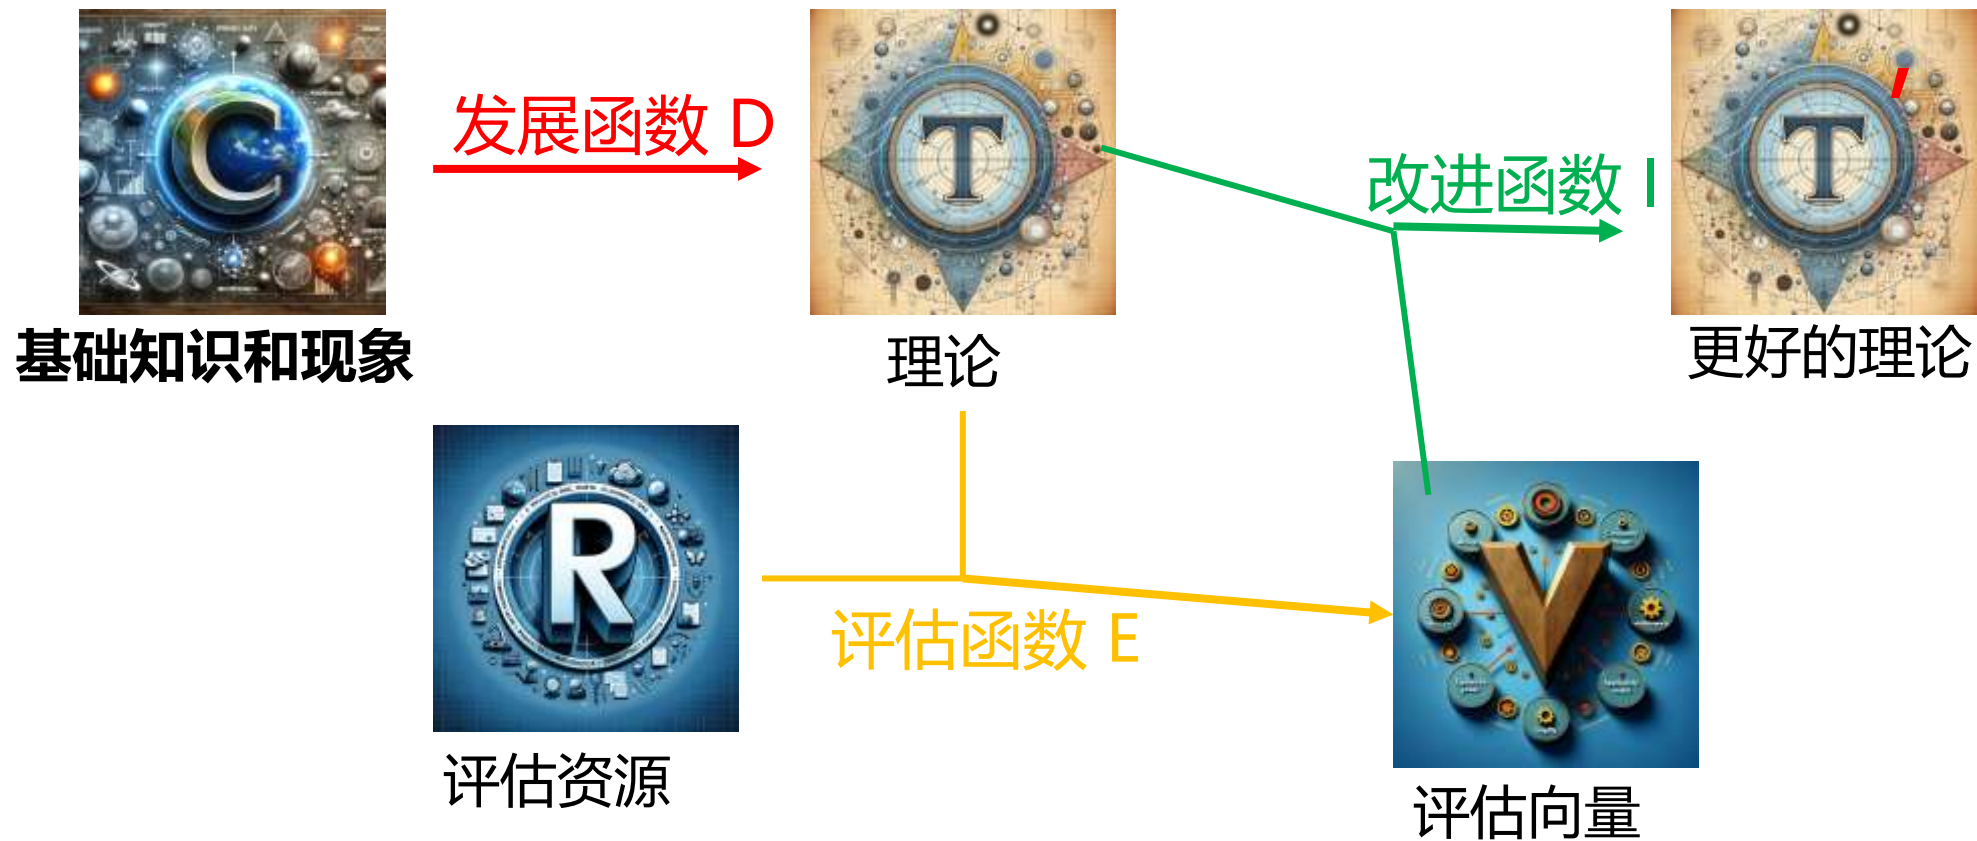 C
发展函数 D
T
改进函数 I
T'
基础知识和现象
理论
更好的理论
R
评估函数 E
V
评估资源
评估向量